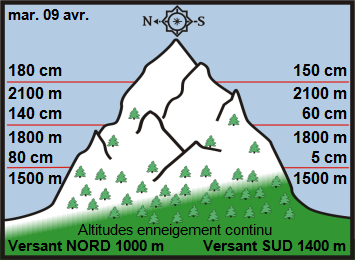 mar. 09 avr.
N S
180 cm 150 cm
2100 m 2100 m
140 cm 60 cm
1800 m 1800 m
80 cm 5 cm
1500 m 1500 m
Altitudes enneigement continu
Versant NORD 1000 m Versant SUD 1400 m